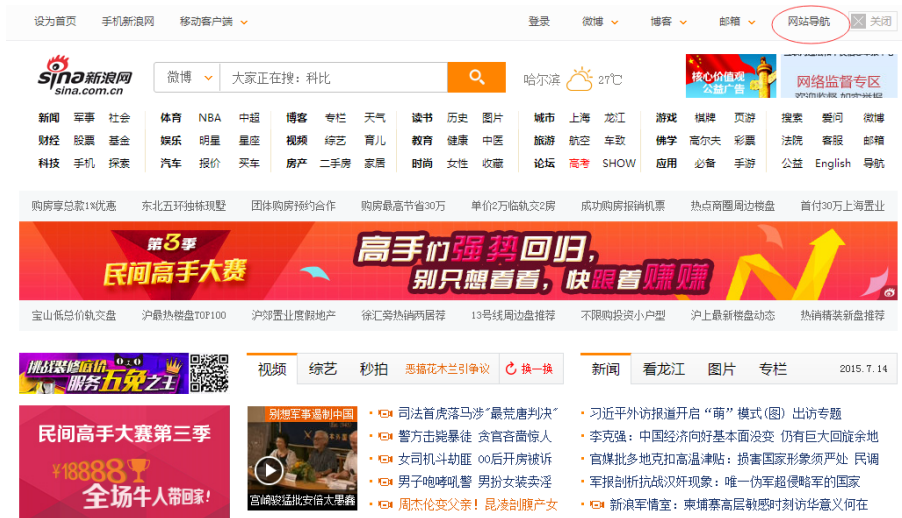 设为首页 手机新浪网 移动客户端 登录 微博 博客 邮箱 网站导航 关闭
sina新浪网
sina.com.cn
微博 大家正在搜：科比
哈尔滨 27℃
核心价值观
公益广告
网络监督专区
新闻 军事 社会 体育 NBA 中超 博客 专栏 天气 读书 历史 图片 城市 上海 龙江 游戏 棋牌 页游 搜索 爱问 微博
财经 股票 基金 娱乐 明星 星座 视频 综艺 育儿 教育 健康 中医 旅游 航空 车致 佛学 高尔夫 彩票 法院 客服 邮箱
科技 手机 探索 汽车 报价 买车 房产 二手房 家居 时尚 女性 收藏 论坛 高考 SHOW 应用 必备 手游 公益 English 导航
购房享总款1%优惠 东北五环独栋现墅 团体购房预约合作 购房最高节省30万 单价2万临轨交2房 成功购房报销机票 热点商圈周边楼盘 首付30万上海置业
第3季
民间高手大赛
高手们强势回归，
别只想看看，快跟着赚赚
宝山低总价轨交盘 沪最热楼盘TOP100 沪郊置业度假地产 徐汇旁热销两居荐 13号线周边盘推荐 不限购投资小户型 沪上最新楼盘动态 热销精装新盘推荐
挑战装修底价
服务五免之王
视频 综艺 秒拍 恶搞花木兰引争议 换一换
新闻 看龙江 图片 专栏 2015.7.14
民间高手大赛第三季
¥18888
全场牛人带回家！
别想军事遏制中国
宫崎骏猛批安倍太愚蠢
司法首虎落马涉"最荒唐判决"
警方击毙暴徒 贪官吝啬惊人
女司机斗劫匪 00后开房被诉
男子咆哮吼警 男扮女装卖淫
周杰伦变父亲！昆凌剖腹产女
习近平外访报道开启“萌”模式(图) 出访专题
李克强：中国经济向好基本面没变 仍有巨大回旋余地
官媒批多地克扣高温津贴：损害国家形象须严处 民调
军报剖析抗战汉奸现象：唯一伪军超侵略军的国家
新浪军情室：柬埔寨高层敏感时刻访华意义何在